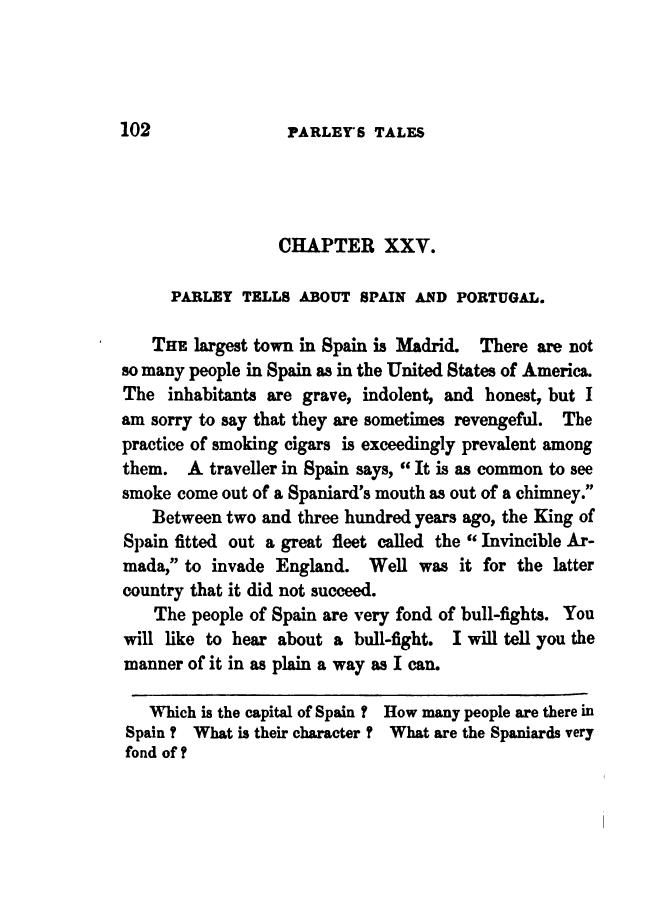 102 PARLEY'S TALES
CHAPTER XXV.
PARLEY TELLS ABOUT SPAIN AND PORTUGAL.
THE largest town in Spain is Madrid. There are not
so many people in Spain as in the United States of America.
The inhabitants are grave, indolent, and honest, but I
am sorry to say that they are sometimes revengeful. The
practice of smoking cigars is exceedingly prevalent among
them. A traveller in Spain says, “ It is as common to see
smoke come out of a Spaniard’s mouth as out of a chimney.”
Between two and three hundred years ago, the King of
Spain fitted out a great fleet called the “ Invincible Ar-
mada,” to invade England. Well was it for the latter
country that it did not succeed.
The people of Spain are very fond of bull-fights. You
will like to hear about a bull-fight. I will tell you the
manner of it in as plain a way as I can.
Which is the capital of Spain ? How many people are there in
Spain ? What is their character ? What are the Spaniards very
fond of ?